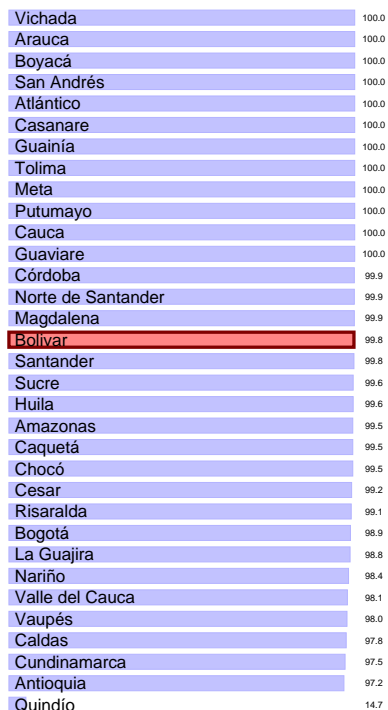 Vichada 100.0
Arauca 100.0
Boyacá 100.0
San Andrés 100.0
Atlántico 100.0
Casanare 100.0
Guainía 100.0
Tolima 100.0
Meta 100.0
Putumayo 100.0
Cauca 100.0
Guaviare 100.0
Córdoba 99.9
Norte de Santander 99.9
Magdalena 99.9
Bolivar 99.8
Santander 99.8
Sucre 99.6
Huila 99.6
Amazonas 99.5
Caquetá 99.5
Chocó 99.5
Cesar 99.2
Risaralda 99.1
Bogotá 98.9
La Guajira 98.8
Nariño 98.4
Valle del Cauca 98.1
Vaupés 98.0
Caldas 97.8
Cundinamarca 97.5
Antioquia 97.2
Quindío 14.7